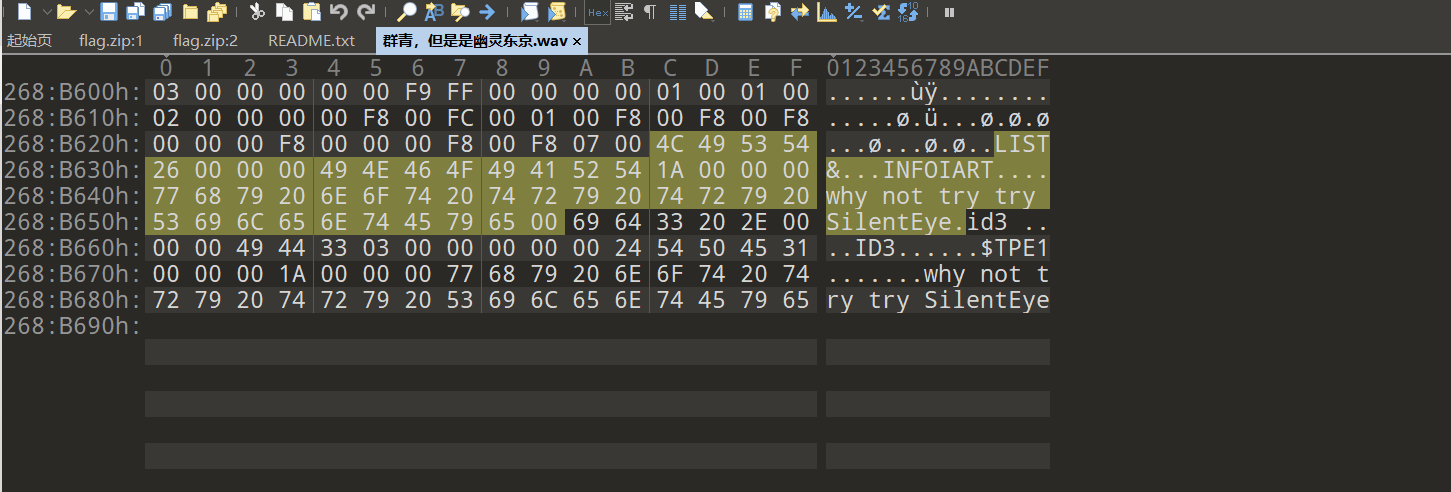 Hex
10
16
起始页 flag.zip:1 flag.zip:2 README.txt 群青，但是是幽灵东京.wav ×
0 1 2 3 4 5 6 7 8 9 A B C D E F 0123456789ABCDEF
268:B600h: 03 00 00 00 00 00 F9 FF 00 00 00 00 01 00 01 00 ......ùÿ........
268:B610h: 02 00 00 00 00 F8 00 FC 00 01 00 F8 00 F8 00 F8 .....ø.ü...ø.ø.ø
268:B620h: 00 00 00 F8 00 00 00 F8 00 F8 07 00 4C 49 53 54 ...ø...ø.ø..LIST
268:B630h: 26 00 00 00 49 4E 46 4F 49 41 52 54 1A 00 00 00 &...INFOIART....
268:B640h: 77 68 79 20 6E 6F 74 20 74 72 79 20 74 72 79 20 why not try try
268:B650h: 53 69 6C 65 6E 74 45 79 65 00 69 64 33 20 2E 00 SilentEye.id3 ..
268:B660h: 00 00 49 44 33 03 00 00 00 00 00 24 54 50 45 31 ..ID3......$TPE1
268:B670h: 00 00 00 1A 00 00 00 77 68 79 20 6E 6F 74 20 74 .......why not t
268:B680h: 72 79 20 74 72 79 20 53 69 6C 65 6E 74 45 79 65 ry try SilentEye
268:B690h: